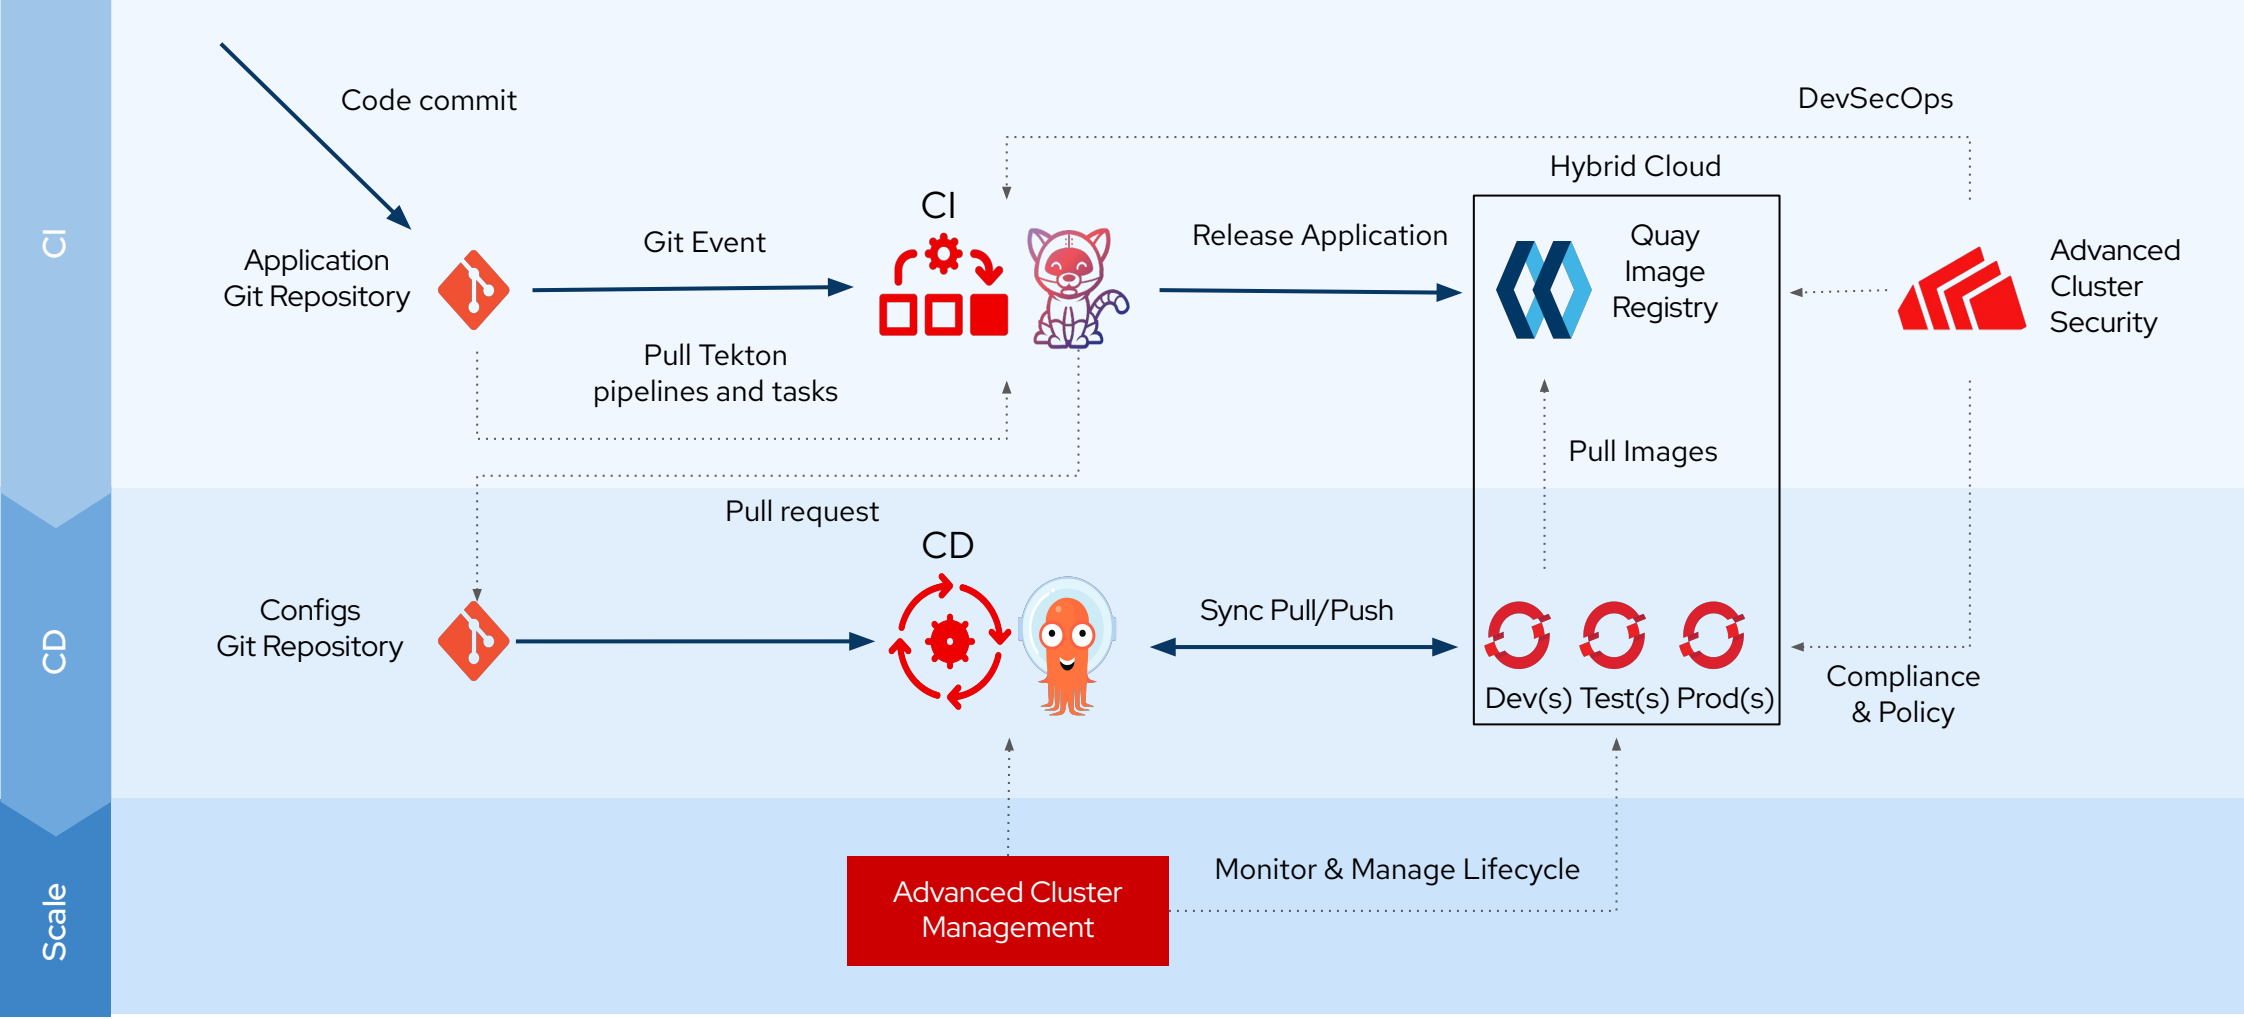 Code commit
DevSecOps
Hybrid Cloud
CI
CI
Application
Git Repository
Git Event
Release Application
Quay
Image
Registry
Advanced
Cluster
Security
Pull Tekton
pipelines and tasks
Pull Images
Pull request
CD
CD
Configs
Git Repository
Sync Pull/Push
Dev(s) Test(s) Prod(s)
Compliance
& Policy
Scale
Advanced Cluster
Management
Monitor & Manage Lifecycle